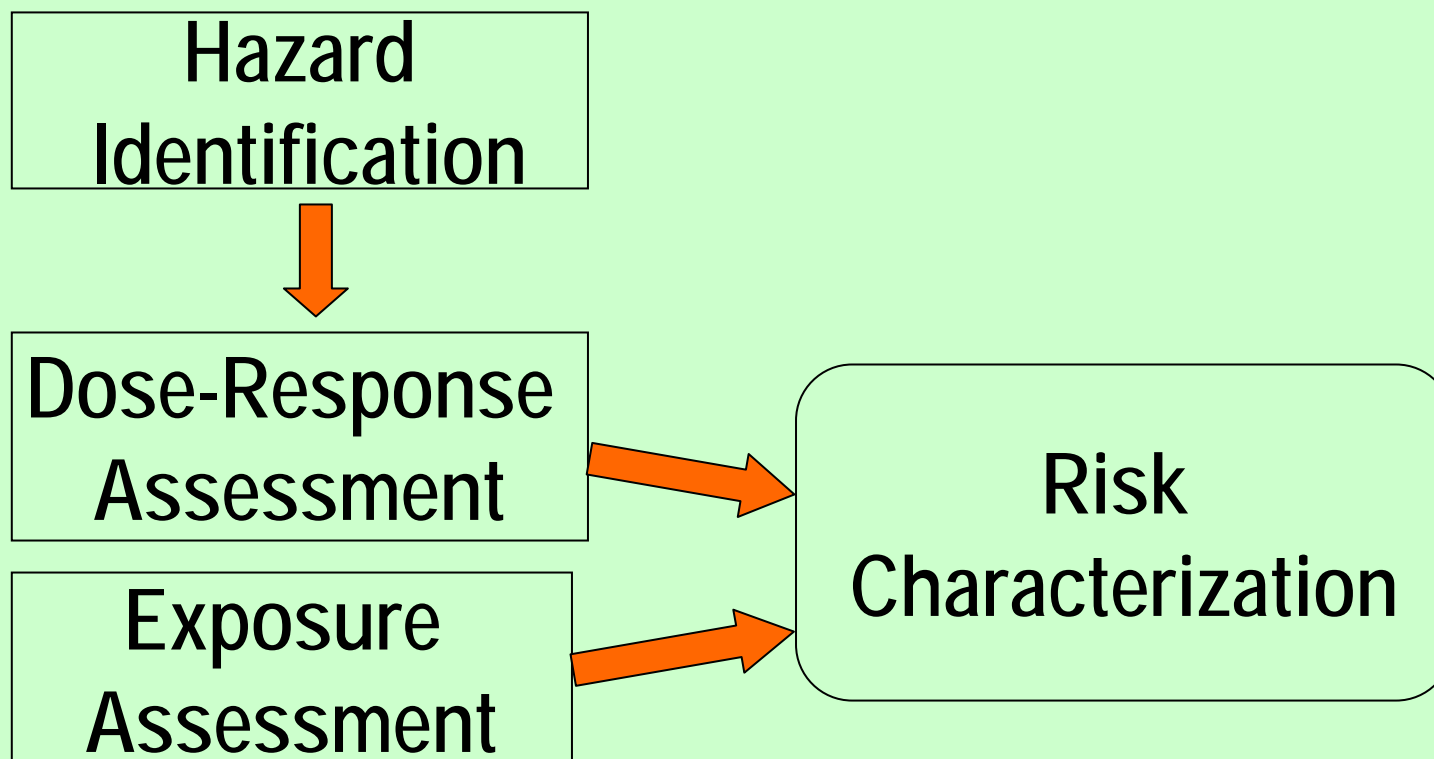 Hazard
Identification
Dose-Response
Assessment
Exposure
Assessment
Risk
Characterization